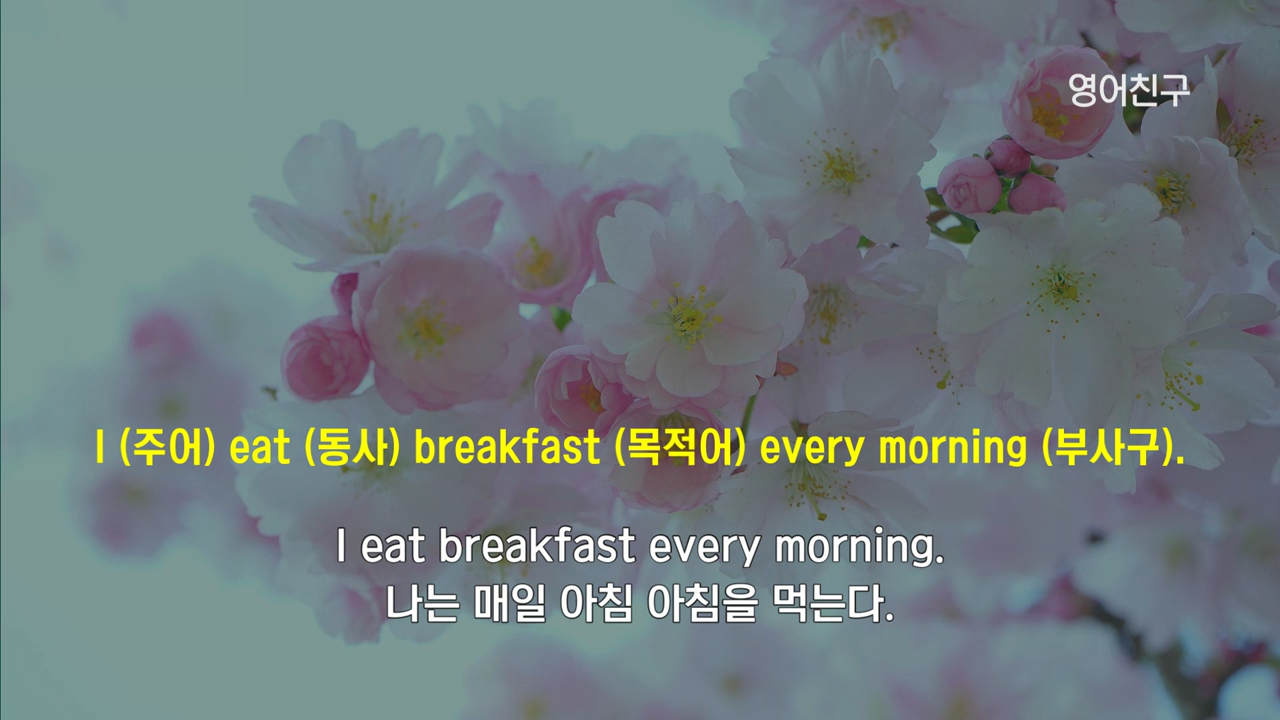 영어친구
I (주어) eat (동사) breakfast (목적어) every morning (부사구).
I eat breakfast every morning.
나는 매일 아침 아침을 먹는다.